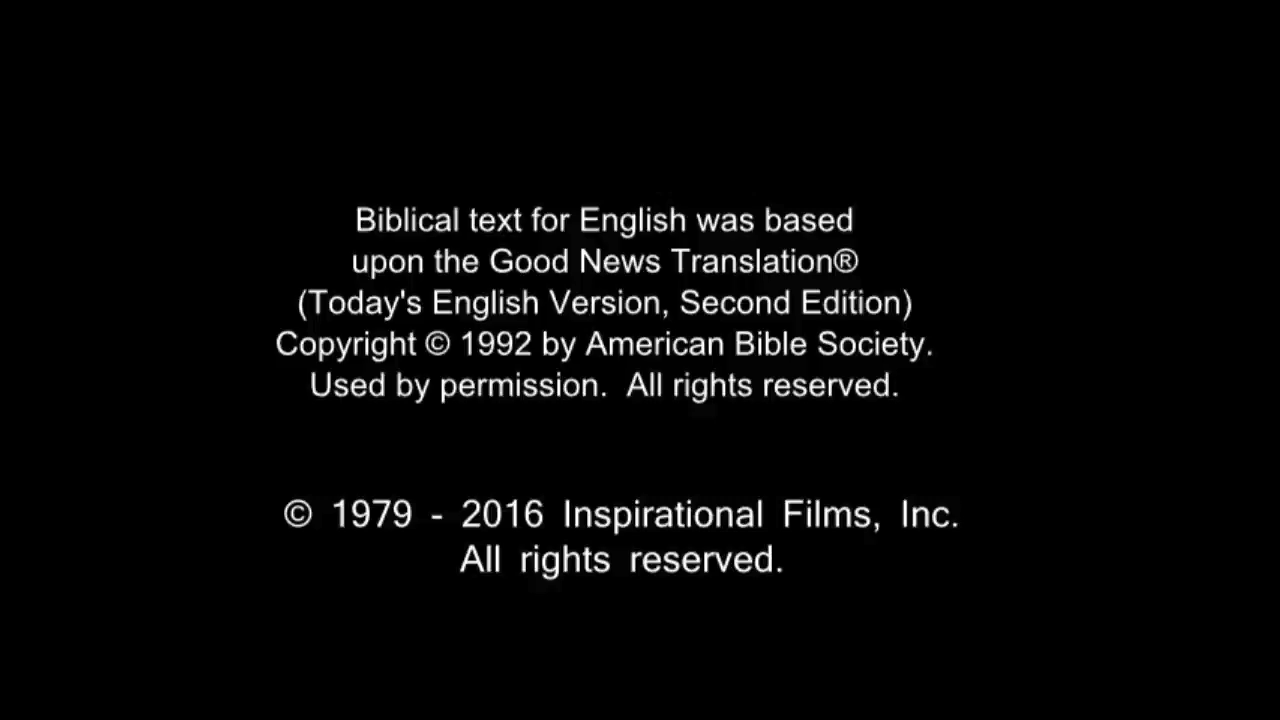 Biblical text for English was based
upon the Good News Translation®
(Today's English Version, Second Edition)
Copyright © 1992 by American Bible Society.
Used by permission.  All rights reserved.
© 1979 - 2016 Inspirational Films, Inc.
All rights reserved.